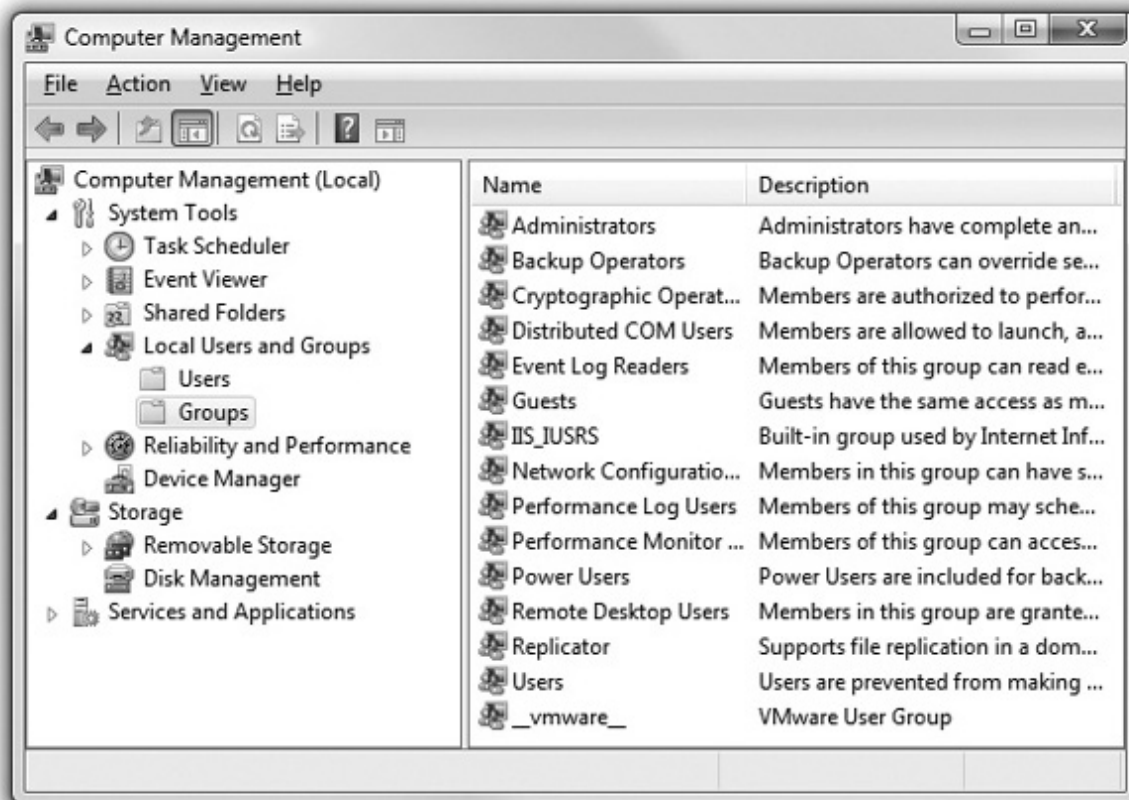 Computer Management
File Action View Help
Computer Management (Local)
System Tools
Task Scheduler
Event Viewer
Shared Folders
Local Users and Groups
Users
Groups
Reliability and Performance
Device Manager
Storage
Removable Storage
Disk Management
Services and Applications
Name Description
Administrators Administrators have complete an...
Backup Operators Backup Operators can override se...
Cryptographic Operat... Members are authorized to perfor...
Distributed COM Users Members are allowed to launch, a...
Event Log Readers Members of this group can read e...
Guests Guests have the same access as m...
IIS_IUSRS Built-in group used by Internet Inf...
Network Configuratio... Members in this group can have s...
Performance Log Users Members of this group may sche...
Performance Monitor ... Members of this group can acces...
Power Users Power Users are included for back...
Remote Desktop Users Members in this group are grante...
Replicator Supports file replication in a dom...
Users Users are prevented from making ...
__vmware__ VMware User Group